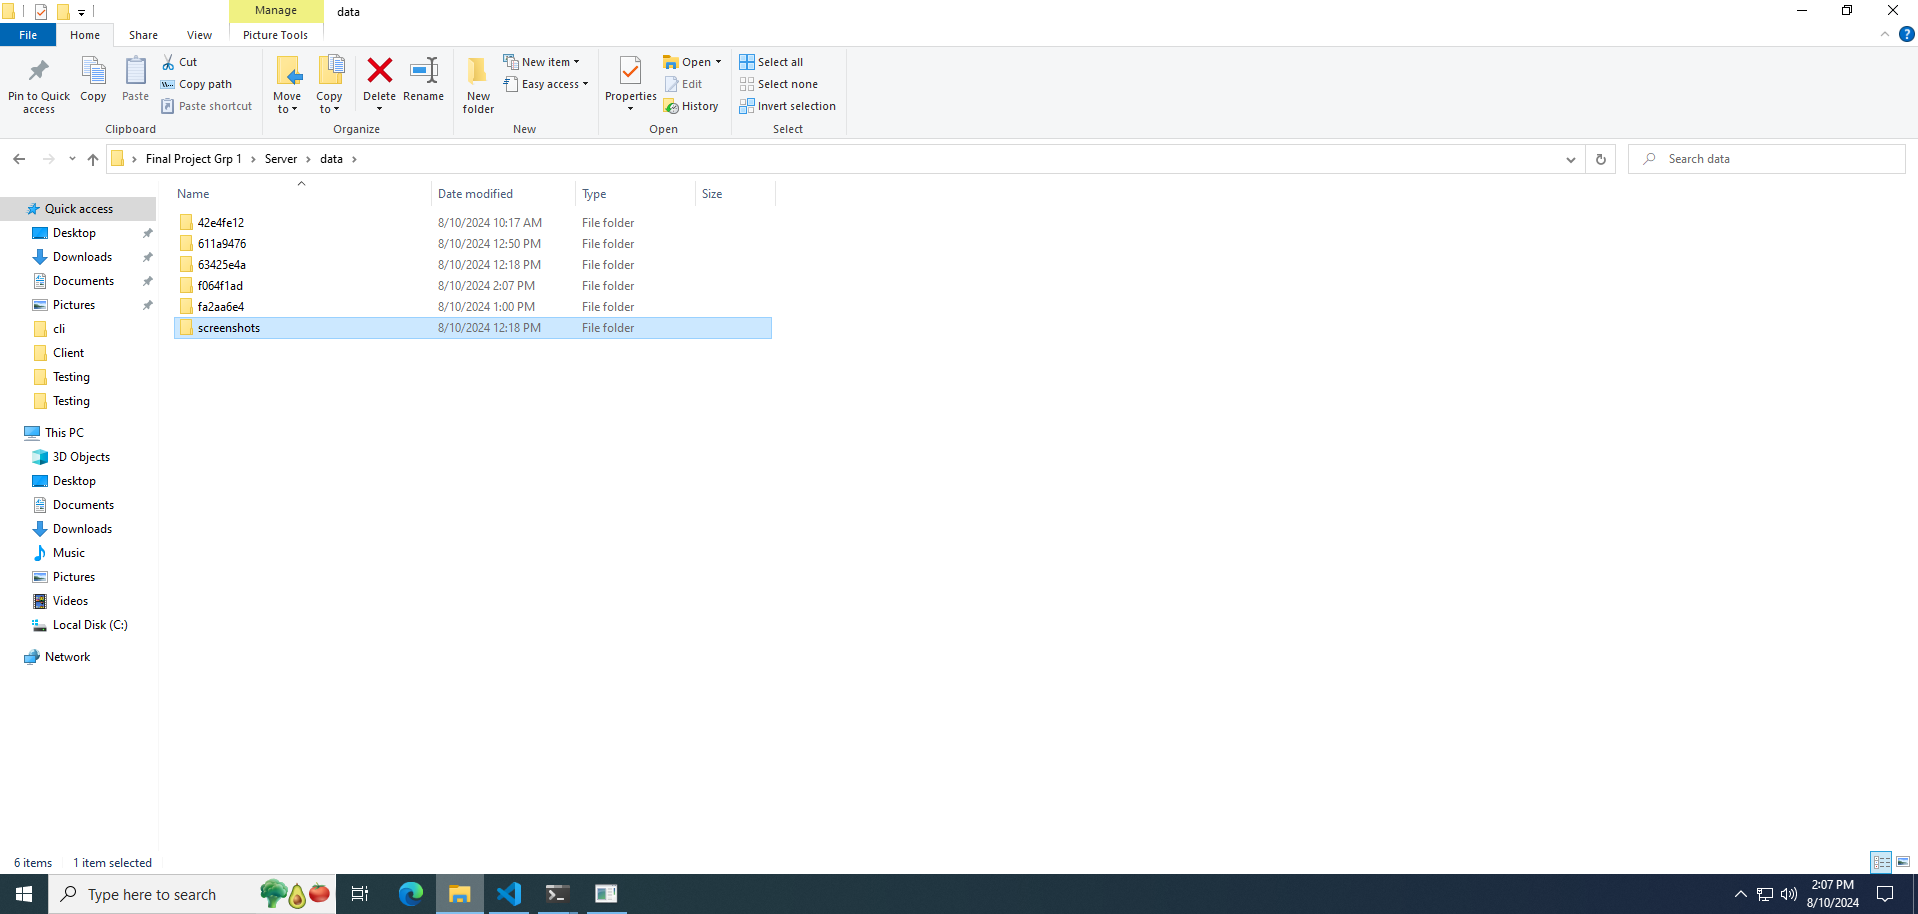 Manage
data
File
Home
Share
View
Picture Tools
Pin to Quick access
Copy
Paste
Cut
Copy path
Paste shortcut
Clipboard
Move to
Copy to
Delete
Rename
Organize
New folder
New item
Easy access
New
Properties
Open
Edit
History
Open
Select all
Select none
Invert selection
Select
Final Project Grp 1 > Server > data >
Search data
Name Date modified Type Size
42e4fe12 8/10/2024 10:17 AM File folder
611a9476 8/10/2024 12:50 PM File folder
63425e4a 8/10/2024 12:18 PM File folder
f064f1ad 8/10/2024 2:07 PM File folder
fa2aa6e4 8/10/2024 1:00 PM File folder
screenshots 8/10/2024 12:18 PM File folder
Quick access
Desktop
Downloads
Documents
Pictures
cli
Client
Testing
Testing
This PC
3D Objects
Desktop
Documents
Downloads
Music
Pictures
Videos
Local Disk (C:)
Network
6 items 1 item selected
Type here to search
2:07 PM
8/10/2024